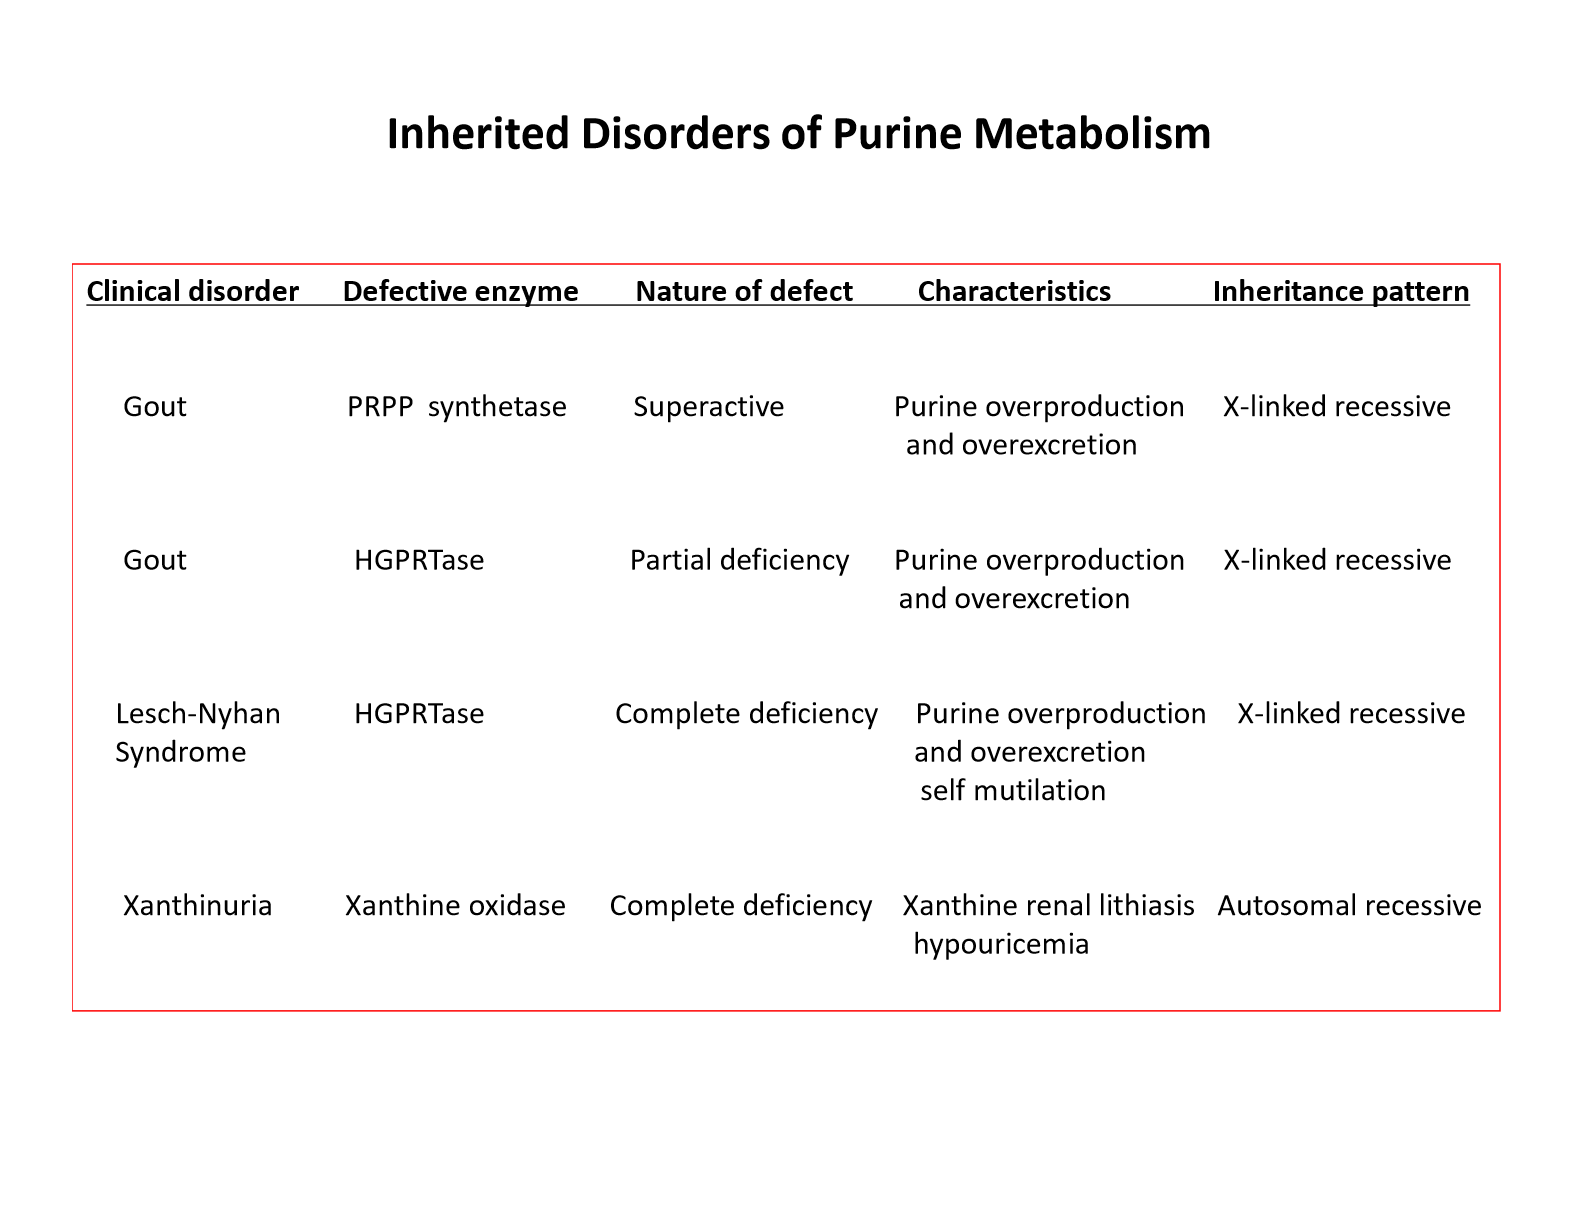 Inherited Disorders of Purine Metabolism
Clinical disorder Defective enzyme Nature of defect Characteristics Inheritance pattern
Gout PRPP synthetase Superactive Purine overproduction X-linked recessive
and overexcretion
Gout HGPRTase Partial deficiency Purine overproduction X-linked recessive
and overexcretion
Lesch-Nyhan HGPRTase Complete deficiency Purine overproduction X-linked recessive
Syndrome and overexcretion
self mutilation
Xanthinuria Xanthine oxidase Complete deficiency Xanthine renal lithiasis Autosomal recessive
hypouricemia